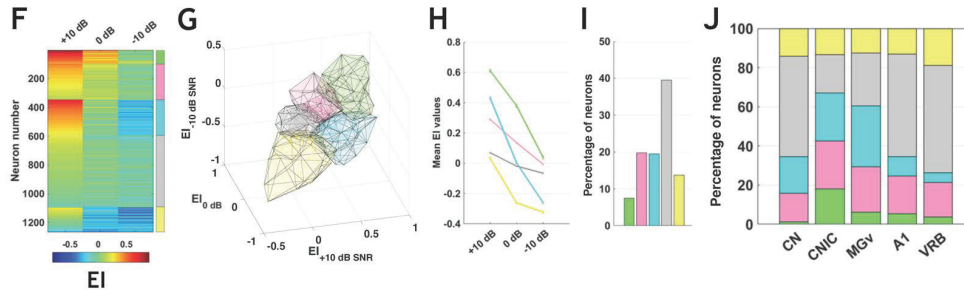 F
+10 dB
0 dB
-10 dB
Neuron number
200
400
600
800
1000
1200
-0.5
0
0.5
EI
G
0.5
0
-0.5
-1
EI-10 dB SNR
1
0
-1
EI0 dB
-1
-0.5
0
0.5
1
EI+10 dB SNR
H
Mean EI values
0.8
0.6
0.4
0.2
0
-0.2
-0.4
+10 dB
0 dB
-10 dB
I
Percentage of neurons
50
40
30
20
10
0
J
Percentage of neurons
100
80
60
40
20
0
CN
CNIC
MGv
A1
VRB